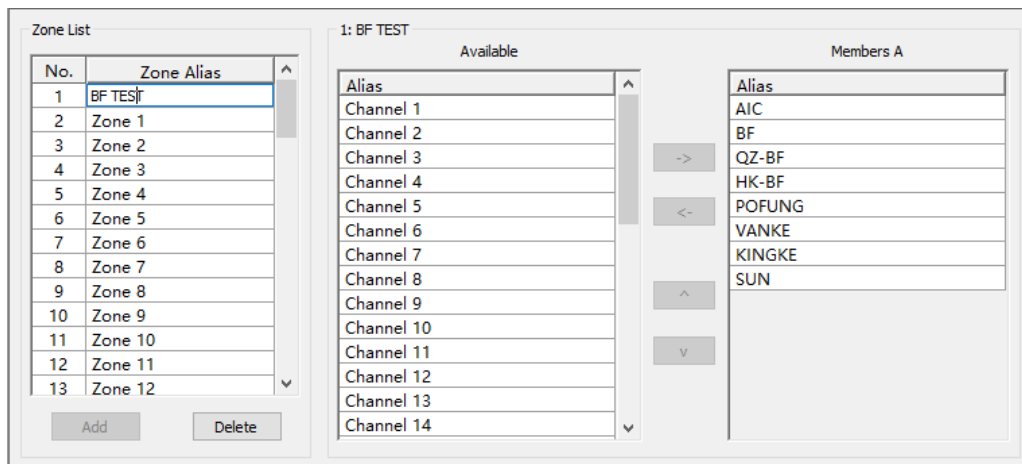 Zone List
No. Zone Alias
1 BF TEST
2 Zone 1
3 Zone 2
4 Zone 3
5 Zone 4
6 Zone 5
7 Zone 6
8 Zone 7
9 Zone 8
10 Zone 9
11 Zone 10
12 Zone 11
13 Zone 12
Add Delete
1: BF TEST
Available
Alias
Channel 1
Channel 2
Channel 3
Channel 4
Channel 5
Channel 6
Channel 7
Channel 8
Channel 9
Channel 10
Channel 11
Channel 12
Channel 13
Channel 14
->
<-
^
v
Members A
Alias
AIC
BF
QZ-BF
HK-BF
POFUNG
VANKE
KINGKE
SUN